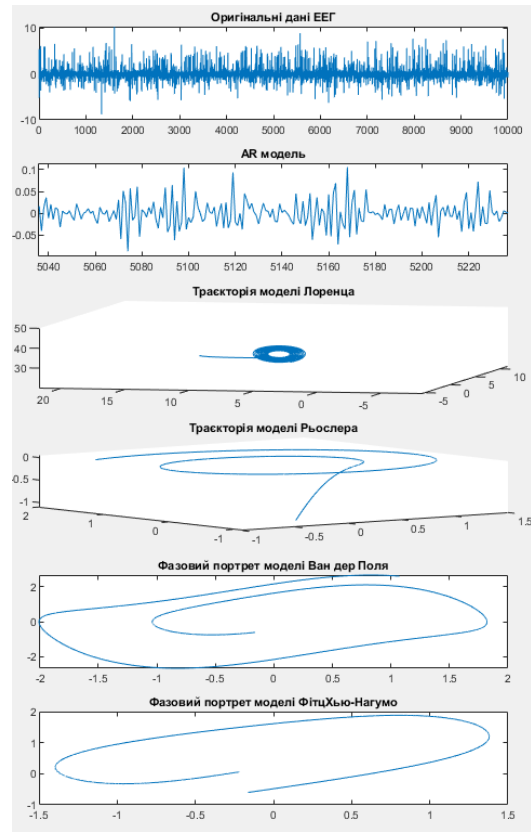 Оригінальні дані ЕЕГ
10
0
-10
0 1000 2000 3000 4000 5000 6000 7000 8000 9000 10000
AR модель
0.1
0.05
0
-0.05
5040 5060 5080 5100 5120 5140 5160 5180 5200 5220
Траєкторія моделі Лоренца
50
40
30
20 15 10 5 0 -5
-5 0 5 10
Траєкторія моделі Рьослера
0
-0.5
-1
2 1 0 -1
-1 -0.5 0 0.5 1 1.5
Фазовий портрет моделі Ван дер Поля
2
0
-2
-2 -1.5 -1 -0.5 0 0.5 1 1.5 2
Фазовий портрет моделі ФітцХью-Нагумо
2
1
0
-1
-1.5 -1 -0.5 0 0.5 1 1.5